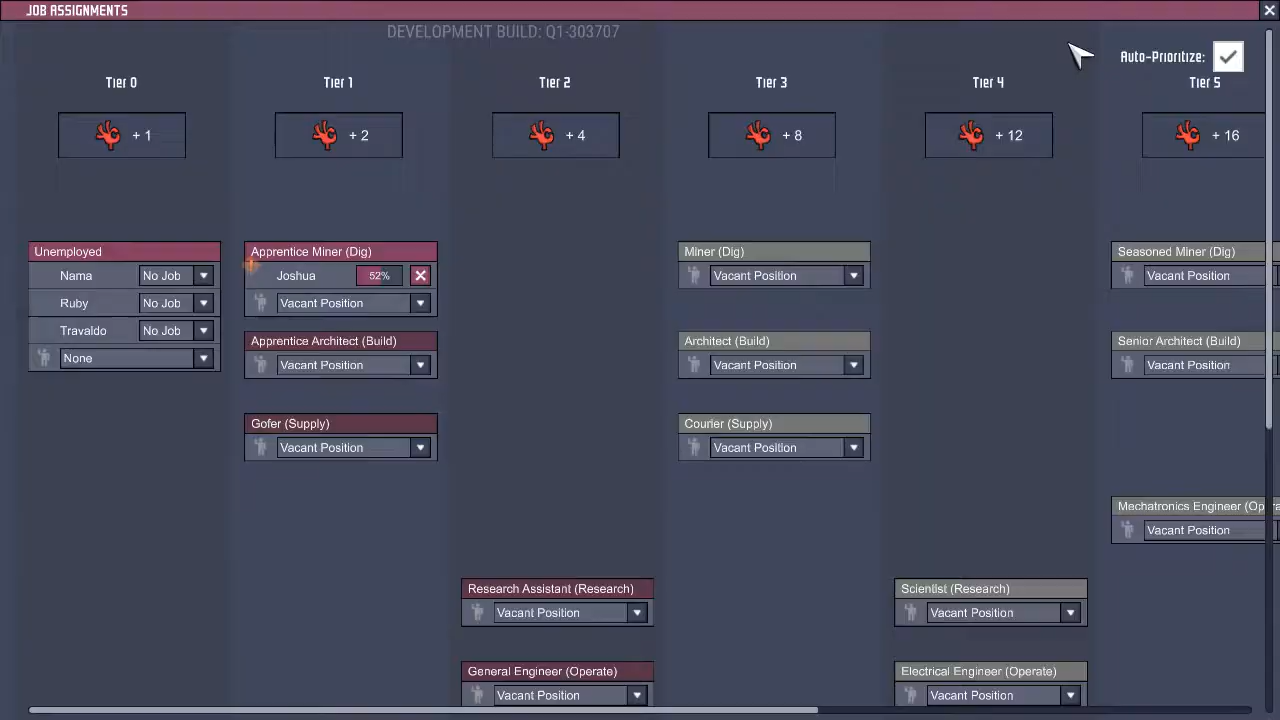 JOB ASSIGNMENTS
DEVELOPMENT BUILD: Q1-303707
Auto-Prioritize:
Tier 0 Tier 1 Tier 2 Tier 3 Tier 4 Tier 5
+ 1 + 2 + 4 + 8 + 12 + 16
Unemployed Apprentice Miner (Dig) Miner (Dig) Seasoned Miner (Dig)
Nama No Job Joshua 52% Vacant Position Vacant Position
Ruby No Job Vacant Position
Travaldo No Job Apprentice Architect (Build) Architect (Build) Senior Architect (Build)
None Vacant Position Vacant Position Vacant Position
Gofer (Supply) Courier (Supply)
Vacant Position Vacant Position
Mechatronics Engineer (Ope
Vacant Position
Research Assistant (Research) Scientist (Research)
Vacant Position Vacant Position
General Engineer (Operate) Electrical Engineer (Operate)
Vacant Position Vacant Position